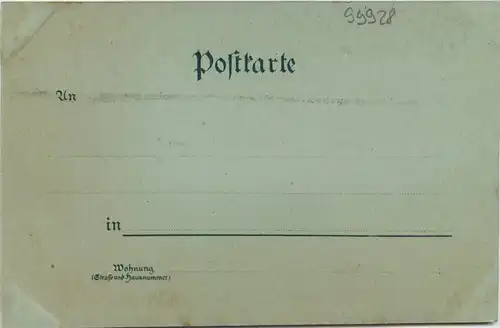 99928
Postkarte
An
in
Wohnung
(Straße und Hausnummer)